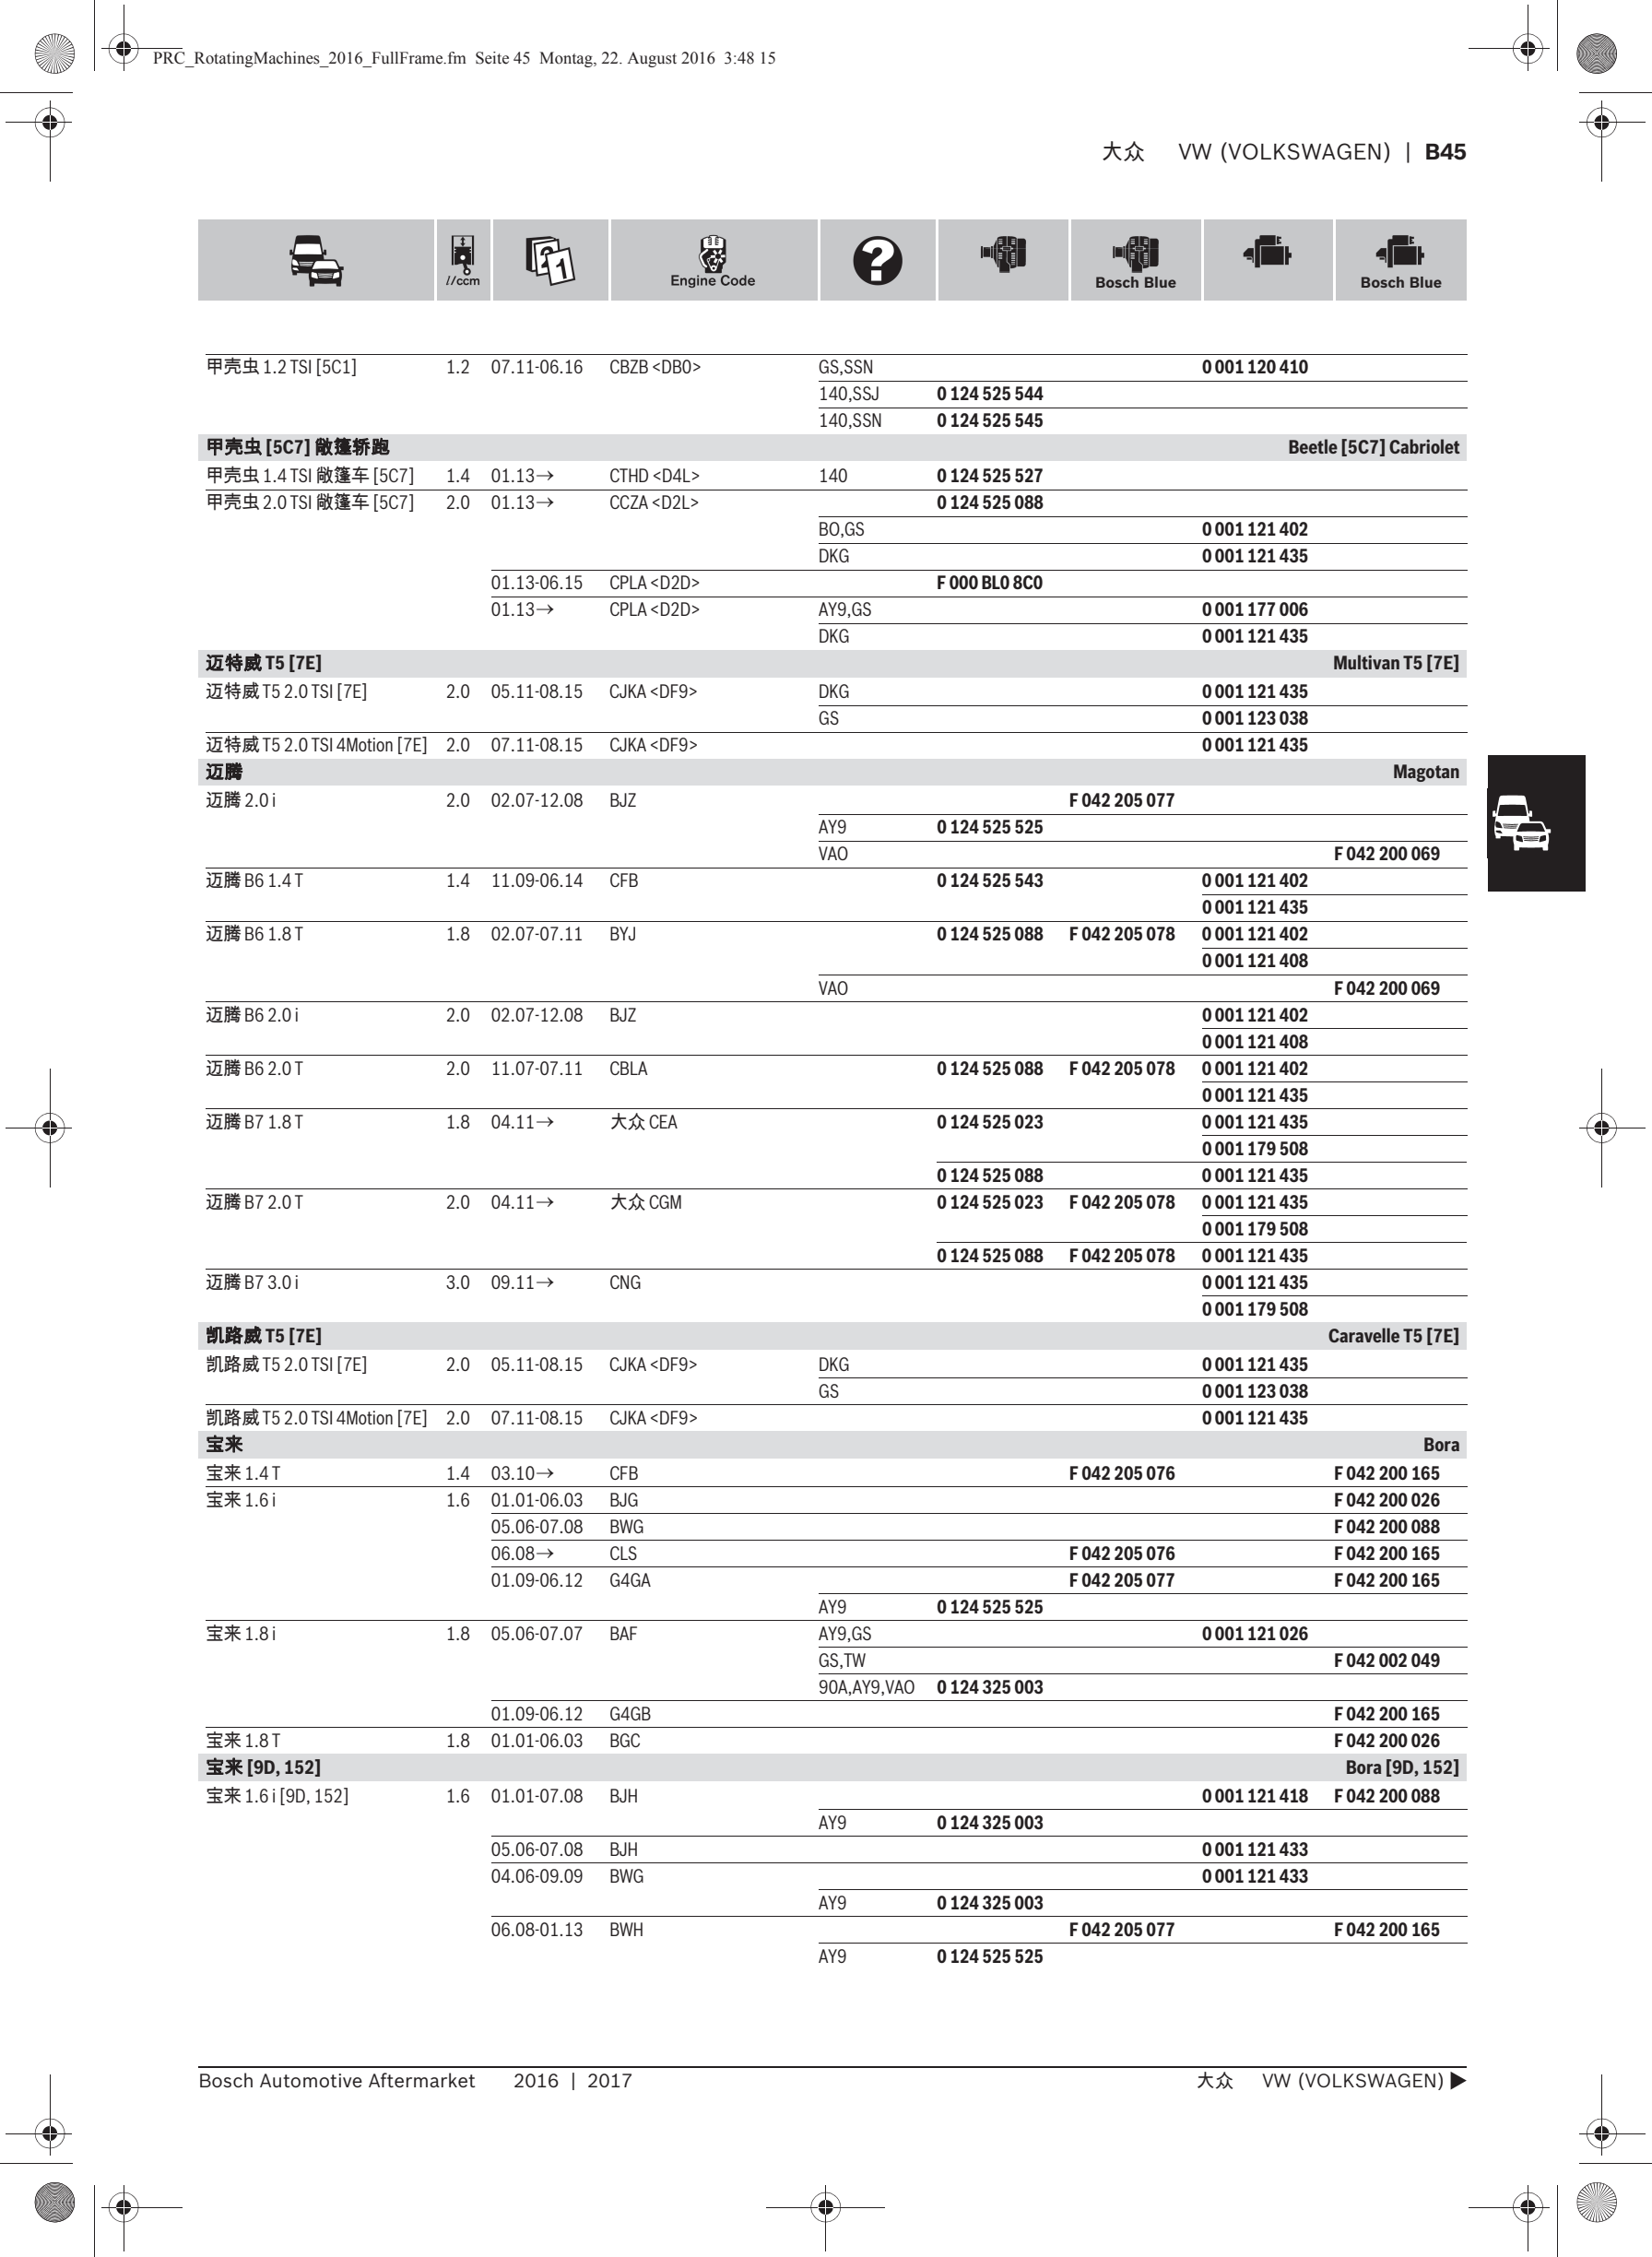 PRC_RotatingMachines_2016_FullFrame.fm Seite 45 Montag, 22. August 2016 3:48 15
大众 VW (VOLKSWAGEN) | B45
l/ccm Engine Code ? Bosch Blue Bosch Blue
甲壳虫 1.2 TSI [5C1] 1.2 07.11-06.16 CBZB <DB0> GS,SSN 0 001 120 410
140,SSJ 0 124 525 544
140,SSN 0 124 525 545
甲壳虫 [5C7] 敞篷轿跑 Beetle [5C7] Cabriolet
甲壳虫 1.4 TSI 敞篷车 [5C7] 1.4 01.13→ CTHD <D4L> 140 0 124 525 527
甲壳虫 2.0 TSI 敞篷车 [5C7] 2.0 01.13→ CCZA <D2L> 0 124 525 088
BO,GS 0 001 121 402
DKG 0 001 121 435
01.13-06.15 CPLA <D2D> F 000 BL0 8C0
01.13→ CPLA <D2D> AY9,GS 0 001 177 006
DKG 0 001 121 435
迈特威 T5 [7E] Multivan T5 [7E]
迈特威 T5 2.0 TSI [7E] 2.0 05.11-08.15 CJKA <DF9> DKG 0 001 121 435
GS 0 001 123 038
迈特威 T5 2.0 TSI 4Motion [7E] 2.0 07.11-08.15 CJKA <DF9> 0 001 121 435
迈腾 Magotan
迈腾 2.0 i 2.0 02.07-12.08 BJZ F 042 205 077
AY9 0 124 525 525
VAO F 042 200 069
迈腾 B6 1.4 T 1.4 11.09-06.14 CFB 0 124 525 543 0 001 121 402
0 001 121 435
迈腾 B6 1.8 T 1.8 02.07-07.11 BYJ 0 124 525 088 F 042 205 078 0 001 121 402
0 001 121 408
VAO F 042 200 069
迈腾 B6 2.0 i 2.0 02.07-12.08 BJZ 0 001 121 402
0 001 121 408
迈腾 B6 2.0 T 2.0 11.07-07.11 CBLA 0 124 525 088 F 042 205 078 0 001 121 402
0 001 121 435
迈腾 B7 1.8 T 1.8 04.11→ 大众 CEA 0 124 525 023 0 001 121 435
0 001 179 508
0 124 525 088 0 001 121 435
迈腾 B7 2.0 T 2.0 04.11→ 大众 CGM 0 124 525 023 F 042 205 078 0 001 121 435
0 001 179 508
0 124 525 088 F 042 205 078 0 001 121 435
迈腾 B7 3.0 i 3.0 09.11→ CNG 0 001 121 435
0 001 179 508
凯路威 T5 [7E] Caravelle T5 [7E]
凯路威 T5 2.0 TSI [7E] 2.0 05.11-08.15 CJKA <DF9> DKG 0 001 121 435
GS 0 001 123 038
凯路威 T5 2.0 TSI 4Motion [7E] 2.0 07.11-08.15 CJKA <DF9> 0 001 121 435
宝来 Bora
宝来 1.4 T 1.4 03.10→ CFB F 042 205 076 F 042 200 165
宝来 1.6 i 1.6 01.01-06.03 BJG F 042 200 026
05.06-07.08 BWG F 042 200 088
06.08→ CLS F 042 205 076 F 042 200 165
01.09-06.12 G4GA F 042 205 077 F 042 200 165
AY9 0 124 525 525
宝来 1.8 i 1.8 05.06-07.07 BAF AY9,GS 0 001 121 026
GS,TW F 042 002 049
90A,AY9,VAO 0 124 325 003
01.09-06.12 G4GB F 042 200 165
宝来 1.8 T 1.8 01.01-06.03 BGC F 042 200 026
宝来 [9D, 152] Bora [9D, 152]
宝来 1.6 i [9D, 152] 1.6 01.01-07.08 BJH 0 001 121 418 F 042 200 088
AY9 0 124 325 003
05.06-07.08 BJH 0 001 121 433
04.06-09.09 BWG 0 001 121 433
AY9 0 124 325 003
06.08-01.13 BWH F 042 205 077 F 042 200 165
AY9 0 124 525 525
Bosch Automotive Aftermarket 2016 | 2017 大众 VW (VOLKSWAGEN)